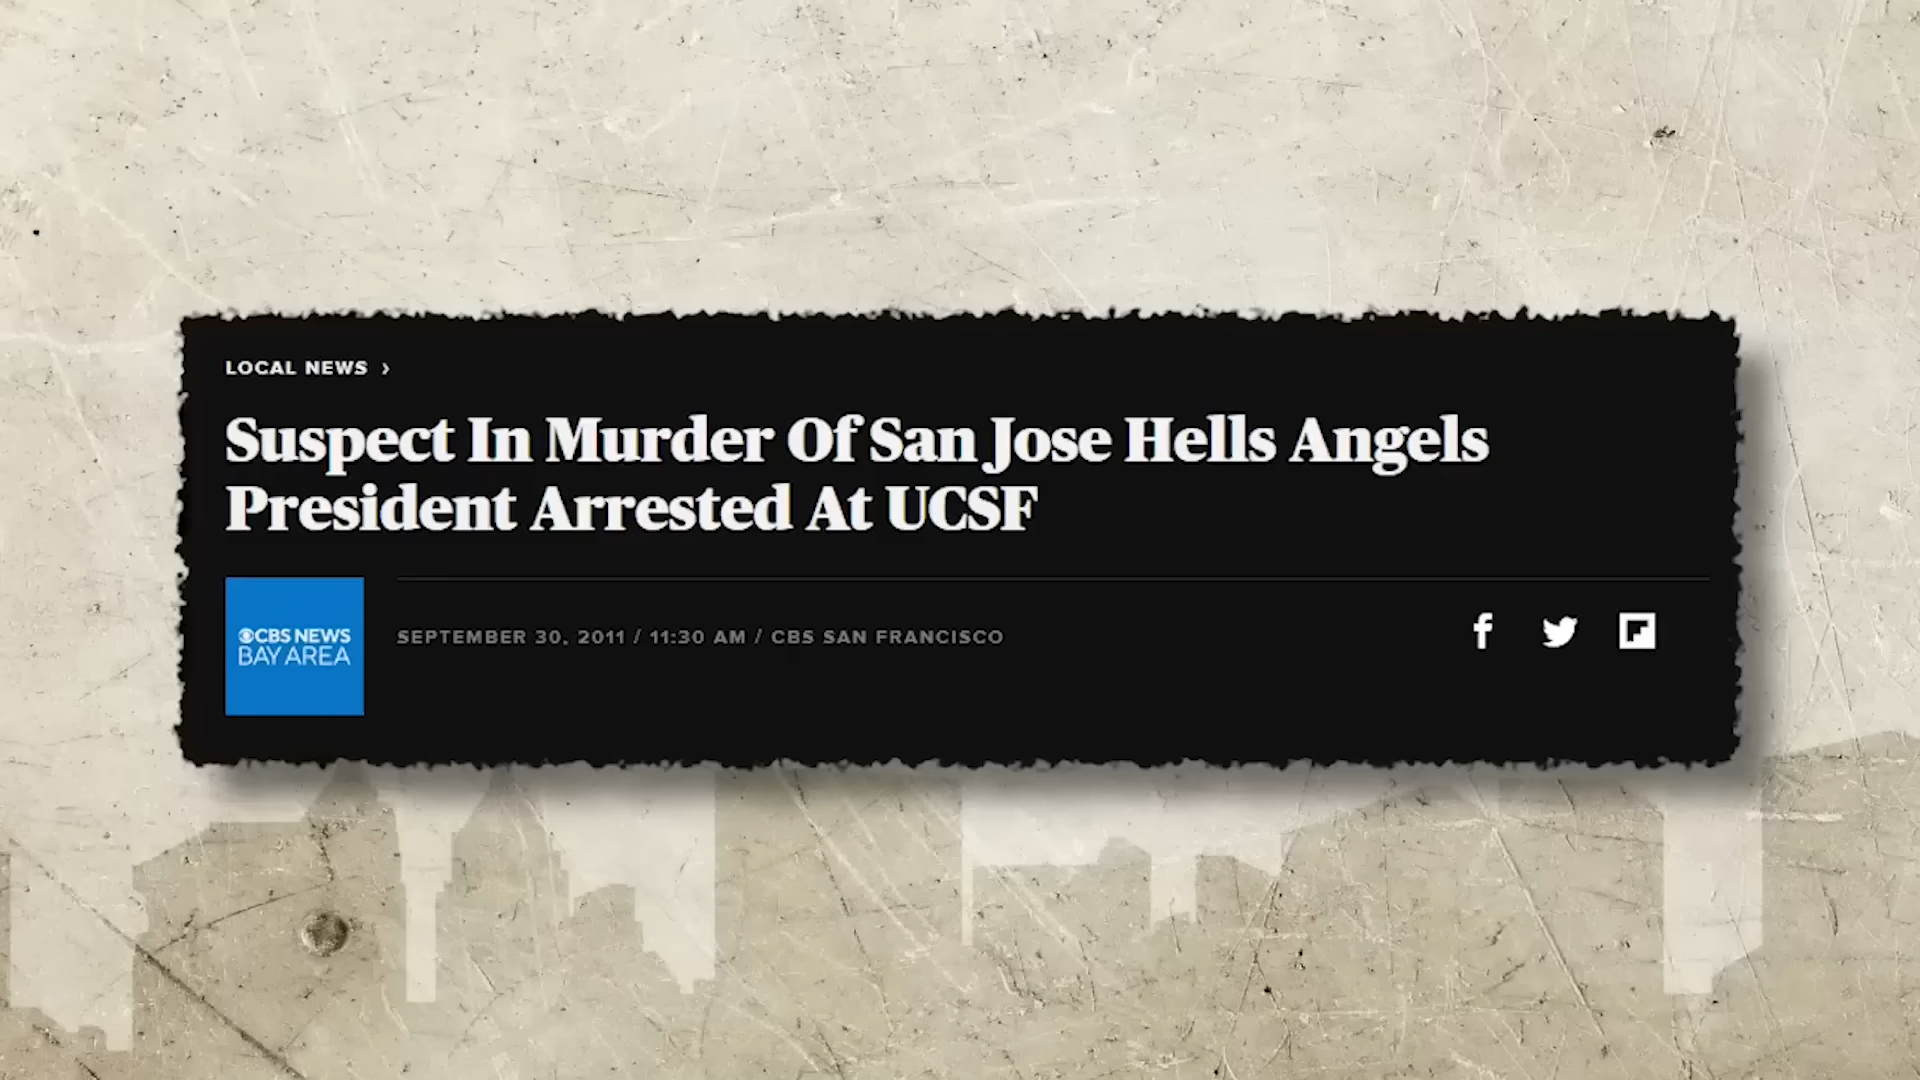 LOCAL NEWS ›
Suspect In Murder Of San Jose Hells Angels
President Arrested At UCSF
CBS NEWS
BAY AREA
SEPTEMBER 30, 2011 / 11:30 AM / CBS SAN FRANCISCO